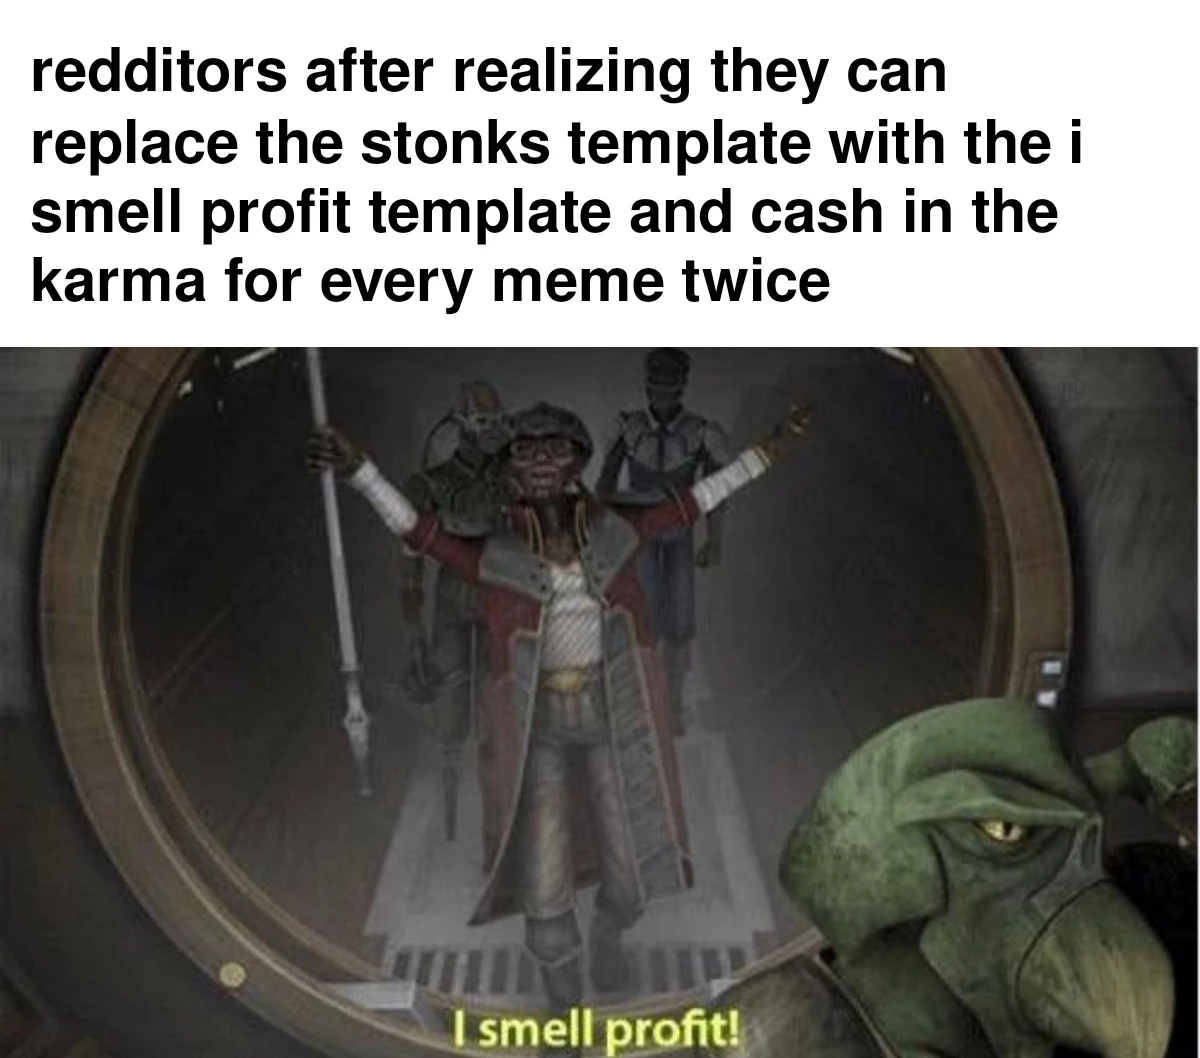 redditors after realizing they can
replace the stonks template with the i
smell profit template and cash in the
karma for every meme twice
I smell profit!